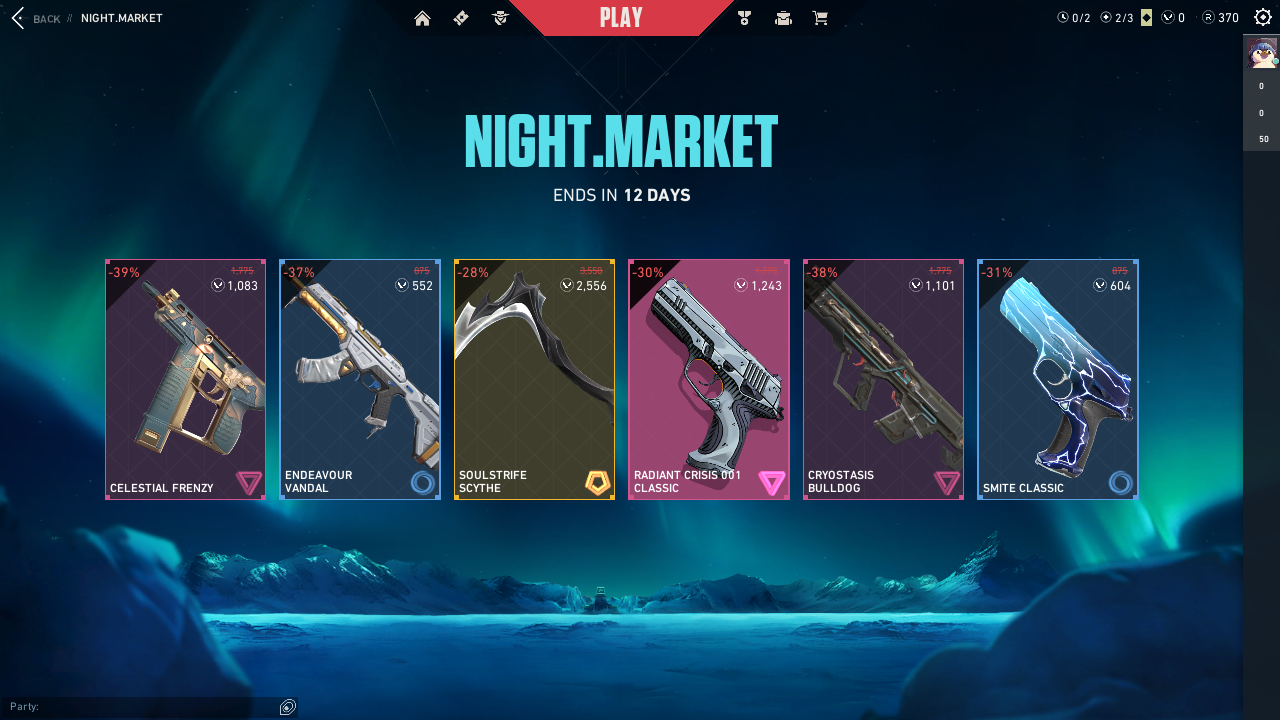 BACK // NIGHT.MARKET
PLAY
0/2 2/3 0 370
0
0
50
NIGHT.MARKET
ENDS IN 12 DAYS
-39% 1,775
1,083
CELESTIAL FRENZY
-37% 875
552
ENDEAVOUR
VANDAL
-28% 3,550
2,556
SOULSTRIFE
SCYTHE
-30%
1,243
RADIANT CRISIS 001
CLASSIC
-38% 1,775
1,101
CRYOSTASIS
BULLDOG
-31% 875
604
SMITE CLASSIC
Party: